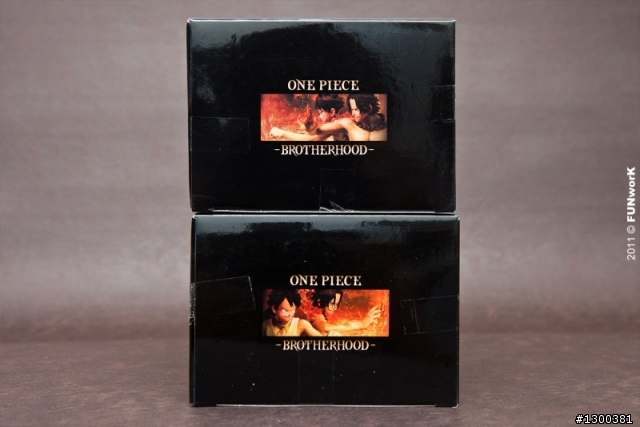 ONE PIECE
-BROTHERHOOD-
ONE PIECE
-BROTHERHOOD-
2011 © FUNworK
#1300381